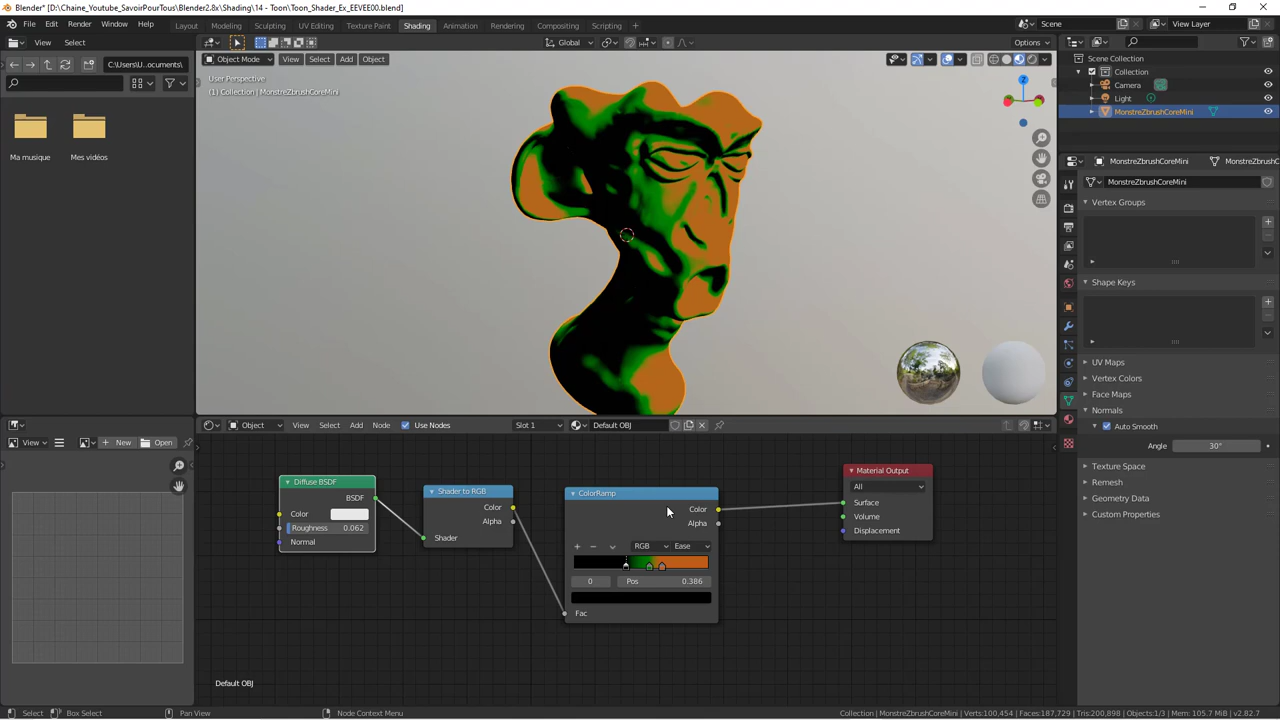 Blender* [D:\Chaine_Youtube_SavoirPourTous\Blender2.8x\Shading\14 - Toon\Toon_Shader_Ex_EEVEE00.blend]
File Edit Render Window Help Layout Modeling Sculpting UV Editing Texture Paint Shading Animation Rendering Compositing Scripting Scene View Layer
View Select Object Mode View Select Add Object Global Options
C:\Users\U...ocuments\
User Perspective
(1) Collection | MonstreZbrushCoreMini
Ma musique Mes vidéos
Z
Scene Collection
Collection
Camera
Light
MonstreZbrushCoreMini
MonstreZbrushCoreMini MonstreZbrushC
MonstreZbrushCoreMini
Vertex Groups
Shape Keys
UV Maps
Vertex Colors
Face Maps
Normals
Auto Smooth
Angle 30°
Texture Space
Remesh
Geometry Data
Custom Properties
View New Open
Object View Select Add Node Use Nodes Slot 1 Default OBJ
Diffuse BSDF
BSDF
Color
Roughness 0.062
Normal
Shader to RGB
Color
Alpha
Shader
ColorRamp
Color
Alpha
RGB Ease
0 Pos 0.386
Fac
Material Output
All
Surface
Volume
Displacement
Default OBJ
Select Box Select Pan View Node Context Menu Collection | MonstreZbrushCoreMini | Verts:100,454 | Faces:187,729 | Tris:200,898 | Objects:1/3 | Mem: 105.7 MiB | v2.82.7